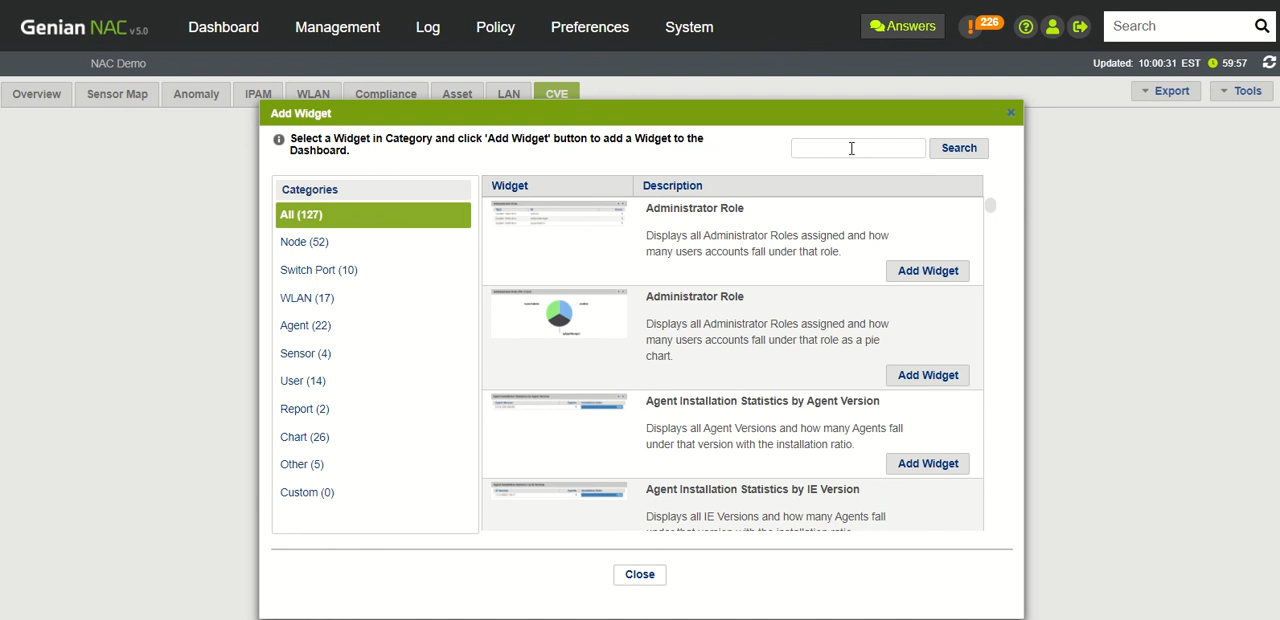 Genian NAC v5.0
Dashboard Management Log Policy Preferences System
Answers 226 Search
NAC Demo
Updated: 10:00:31 EST 59:57
Overview Sensor Map Anomaly IPAM WLAN Compliance Asset LAN CVE
Export Tools
Add Widget
Select a Widget in Category and click 'Add Widget' button to add a Widget to the
Dashboard.
Search
Categories
All (127)
Node (52)
Switch Port (10)
WLAN (17)
Agent (22)
Sensor (4)
User (14)
Report (2)
Chart (26)
Other (5)
Custom (0)
Widget Description
Administrator Role
Displays all Administrator Roles assigned and how
many users accounts fall under that role.
Add Widget
Administrator Role
Displays all Administrator Roles assigned and how
many users accounts fall under that role as a pie
chart.
Add Widget
Agent Installation Statistics by Agent Version
Displays all Agent Versions and how many Agents fall
under that version with the installation ratio.
Add Widget
Agent Installation Statistics by IE Version
Displays all IE Versions and how many Agents fall
Close